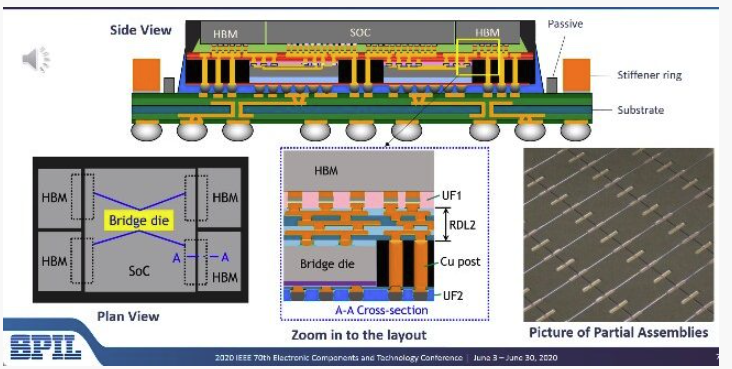 Side View
HBM
SOC
HBM
Passive
Stiffener ring
Substrate
HBM
HBM
Bridge die
HBM
SoC
A
A
HBM
Plan View
HBM
UF1
RDL2
Bridge die
Cu post
UF2
A-A Cross-section
Zoom in to the layout
Picture of Partial Assemblies
SPIL
2020 IEEE 70th Electronic Components and Technology Conference | June 3 – June 30, 2020